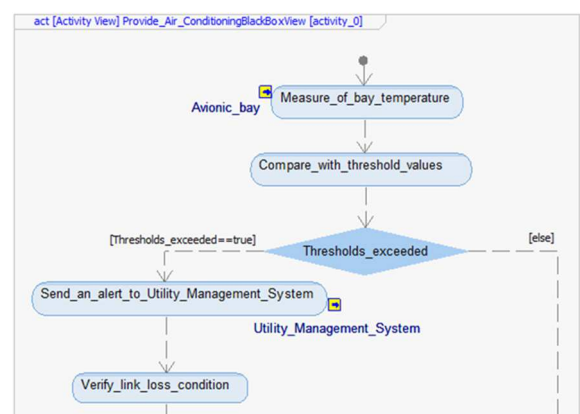 act [Activity View] Provide_Air_ConditioningBlackBoxView [activity_0]
Measure_of_bay_temperature
Avionic_bay
Compare_with_threshold_values
[Thresholds_exceeded==true]
[else]
Thresholds_exceeded
Send_an_alert_to_Utility_Management_System
Utility_Management_System
Verify_link_loss_condition